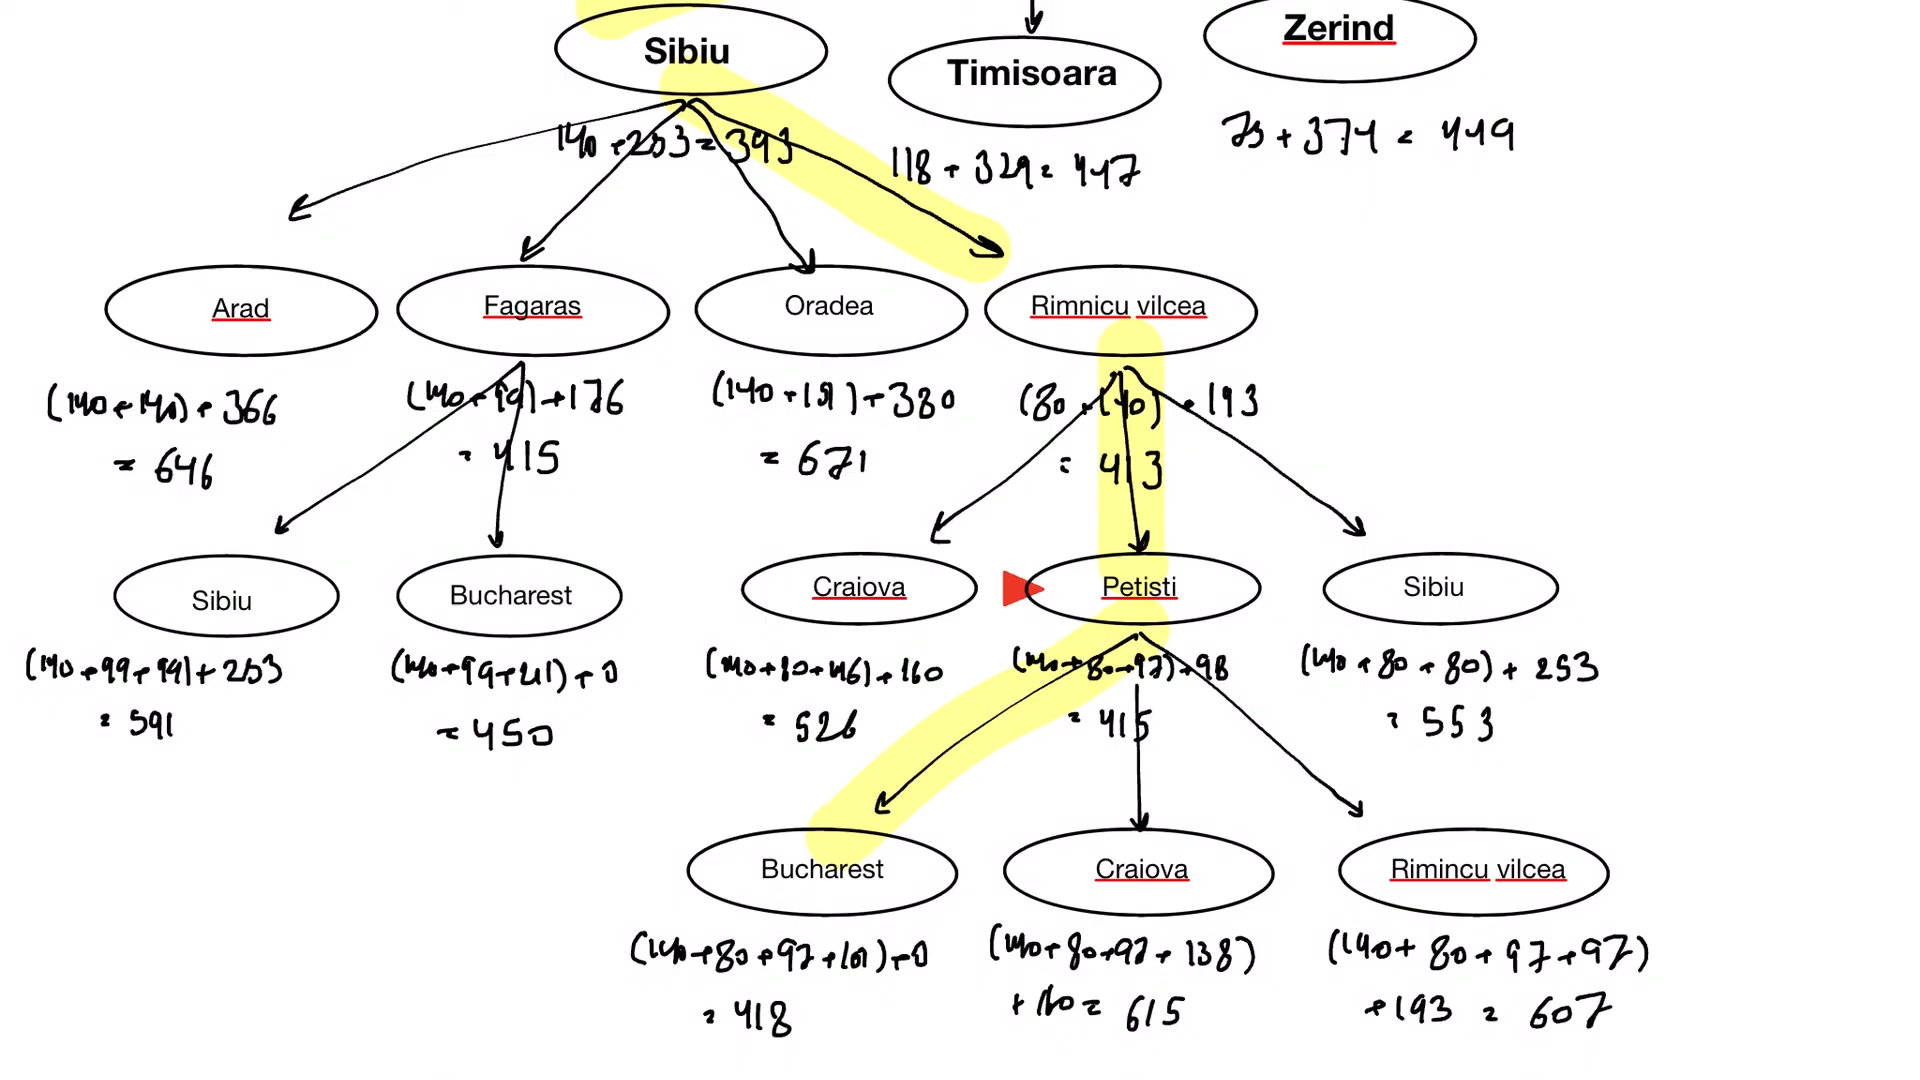 Sibiu
Timisoara
Zerind
140 + 253 = 393
118 + 329 = 447
75 + 374 = 449
Arad
Fagaras
Oradea
Rimnicu vilcea
(140 + 140) + 366
= 646
(140 + 99) + 176
= 415
(140 + 151) + 380
= 671
(80 + 140) + 193
= 413
Sibiu
Bucharest
Craiova
Petisti
Sibiu
(140 + 99 + 99) + 253
= 591
(140 + 99 + 211) + 0
= 450
(140 + 80 + 146) + 160
= 526
(140 + 80 + 97) + 98
= 415
(140 + 80 + 80) + 253
= 553
Bucharest
Craiova
Rimincu vilcea
(140 + 80 + 97 + 101) + 0
= 418
(140 + 80 + 97 + 138)
+ 160 = 615
(140 + 80 + 97 + 97)
+ 193 = 607